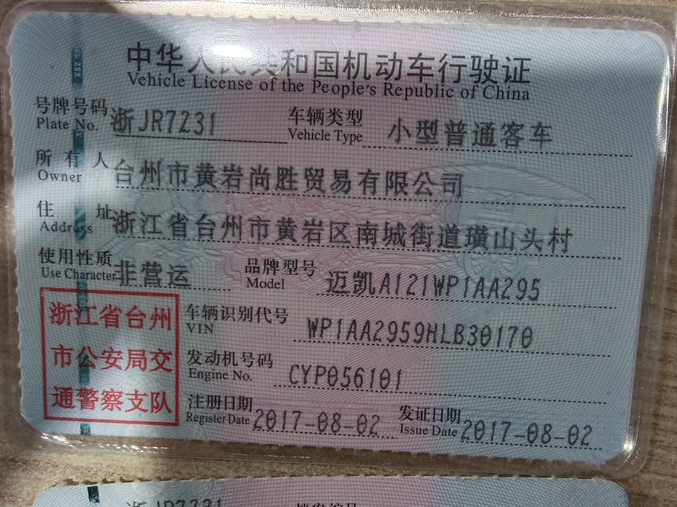 中华人民共和国机动车行驶证
Vehicle License of the People's Republic of China
号牌号码 浙JR7Z31 车辆类型 小型普通客车
Plate No. Vehicle Type
所有人 台州市黄岩尚胜贸易有限公司
Owner
住址 浙江省台州市黄岩区南城街道璜山头村
Address
使用性质 非营运 品牌型号 迈凯A121WP1AA295
Use Character Model
浙江省台州
市公安局交
通警察支队
车辆识别代号 WP1AA2959HLB30170
VIN
发动机号码 CYP056101
Engine No.
注册日期 2017-08-02 发证日期 2017-08-02
Register Date Issue Date
浙JR7Z31